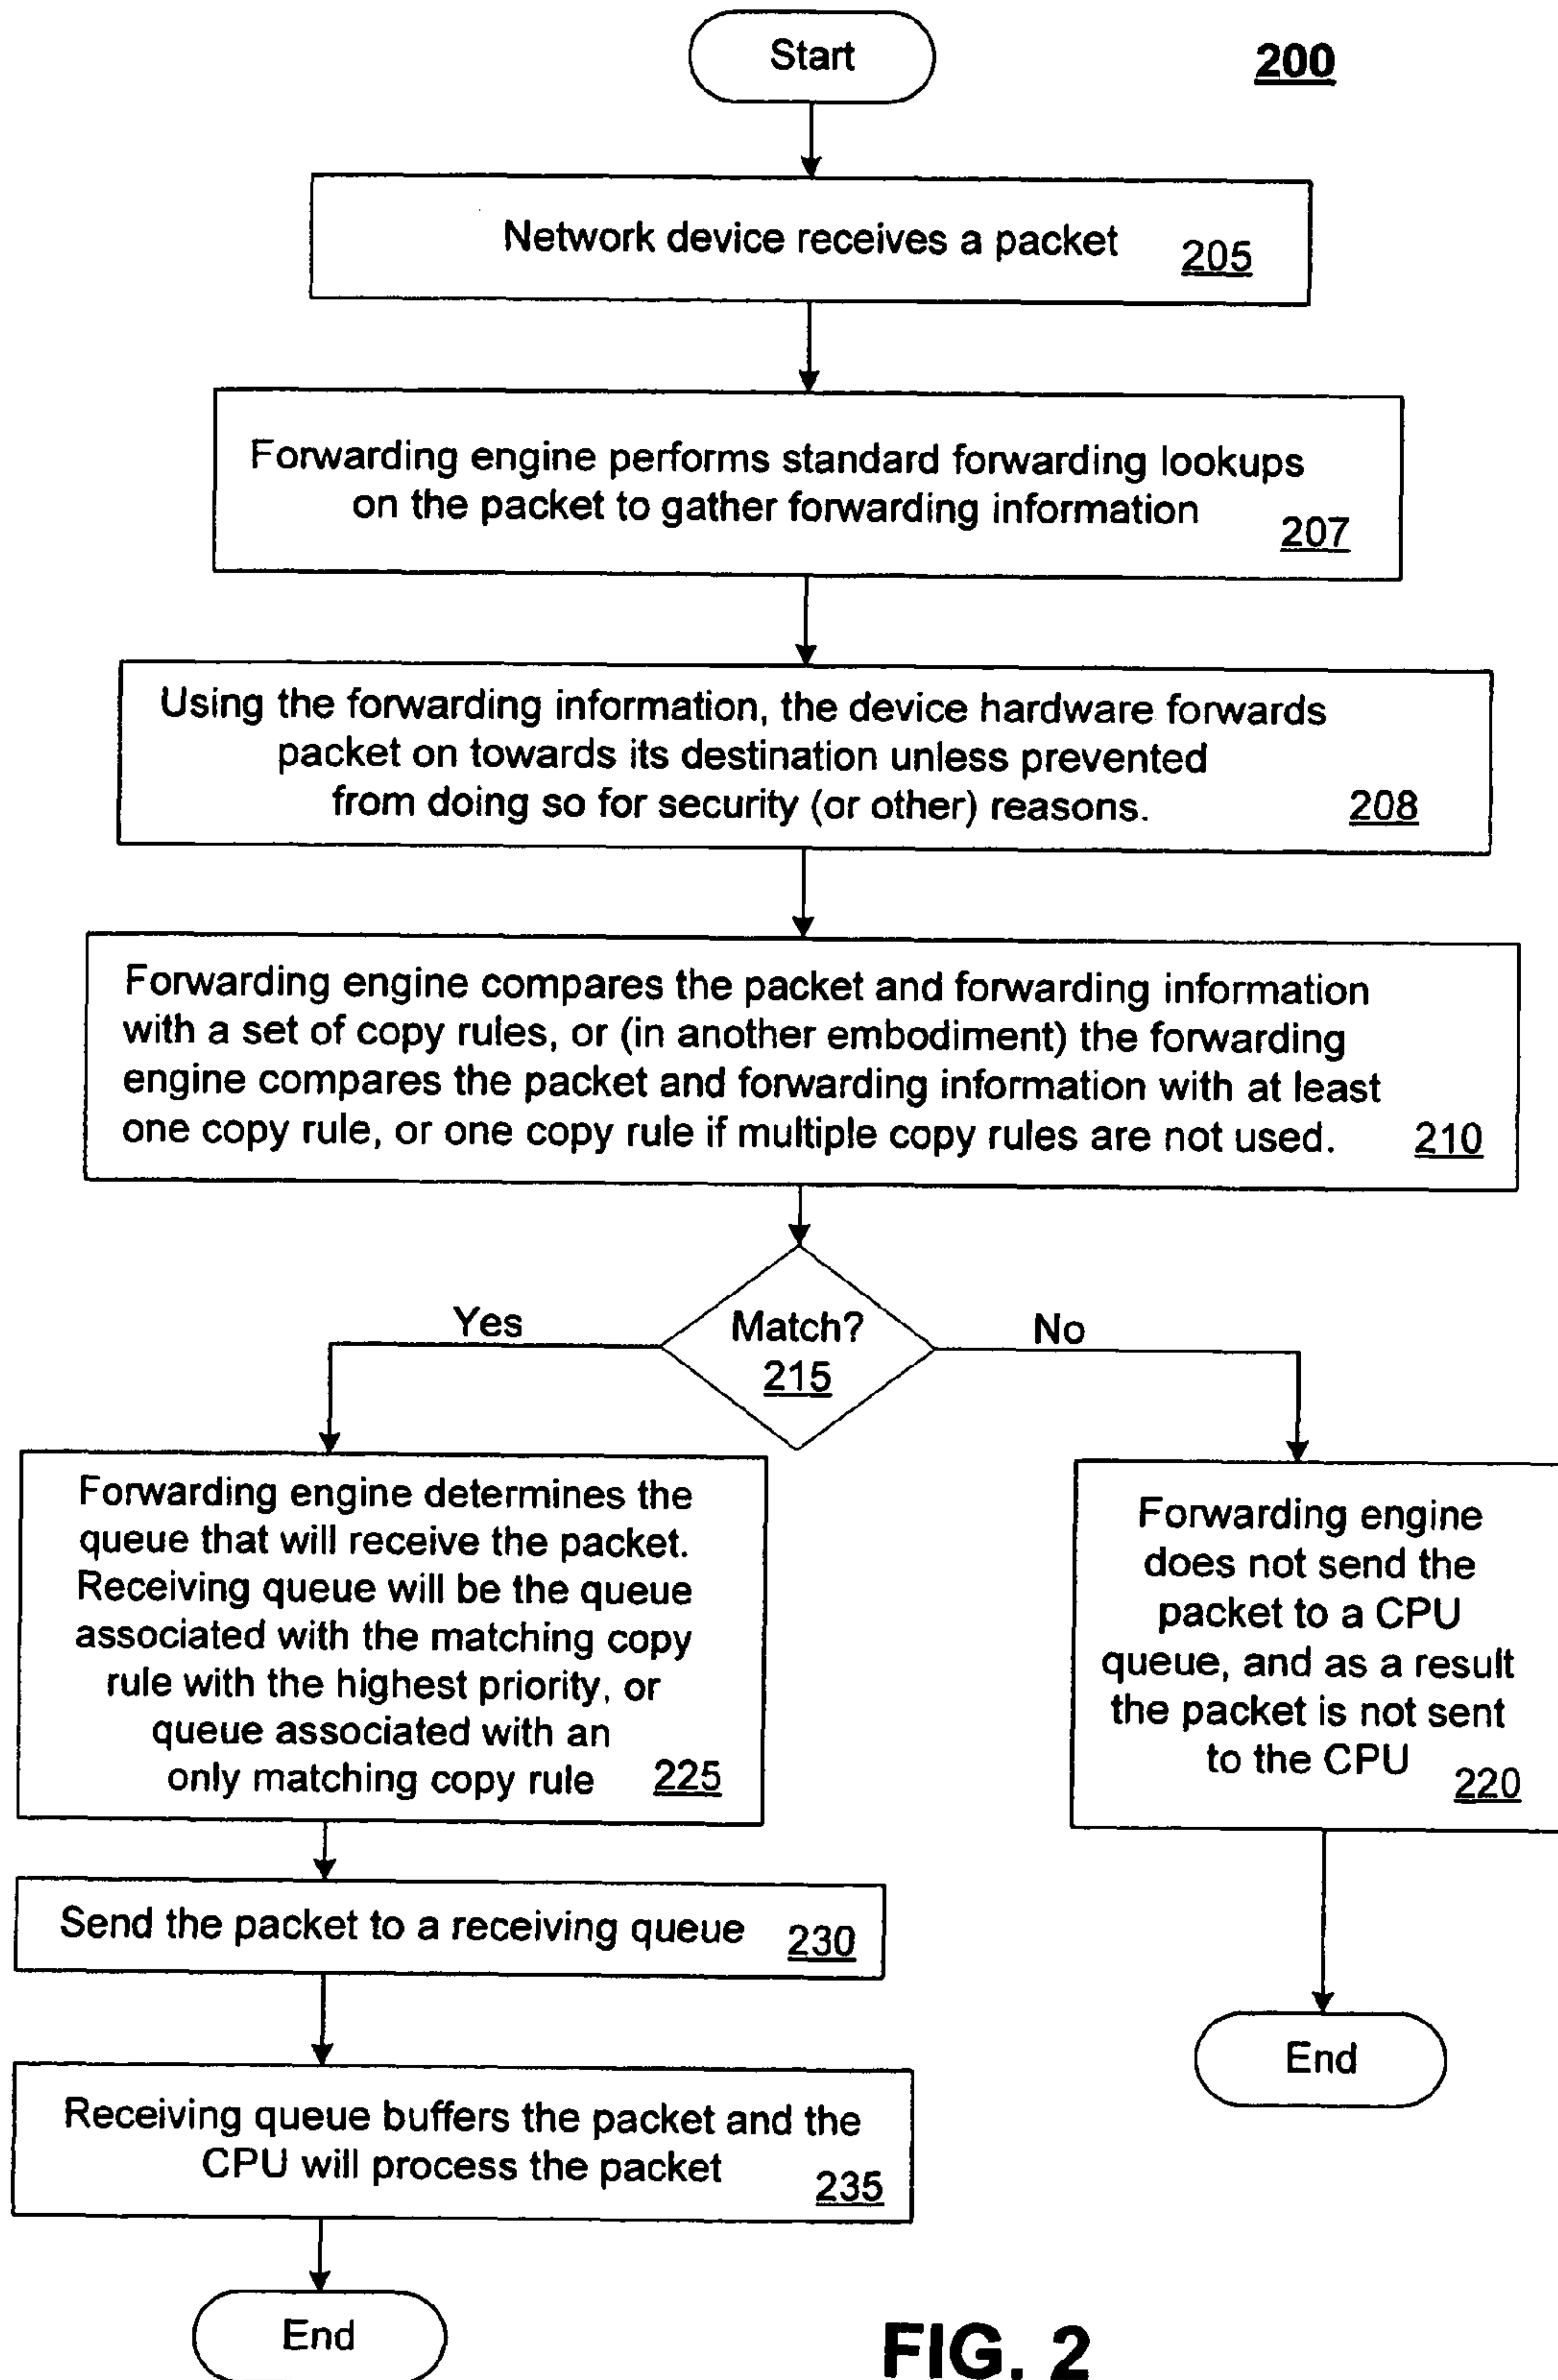 Start
200
Network device receives a packet 205
Forwarding engine performs standard forwarding lookups
on the packet to gather forwarding information
207
Using the forwarding information, the device hardware forwards
packet on towards its destination unless prevented
from doing so for security (or other) reasons. 208
Forwarding engine compares the packet and forwarding information
with a set of copy rules, or (in another embodiment) the forwarding
engine compares the packet and forwarding information with at least
one copy rule, or one copy rule if multiple copy rules are not used. 210
Match?
215
Yes
No
Forwarding engine determines the
queue that will receive the packet.
Receiving queue will be the queue
associated with the matching copy
rule with the highest priority, or
queue associated with an
only matching copy rule 225
Forwarding engine
does not send the
packet to a CPU
queue, and as a result
the packet is not sent
to the CPU 220
Send the packet to a receiving queue 230
End
Receiving queue buffers the packet and the
CPU will process the packet 235
End
FIG. 2